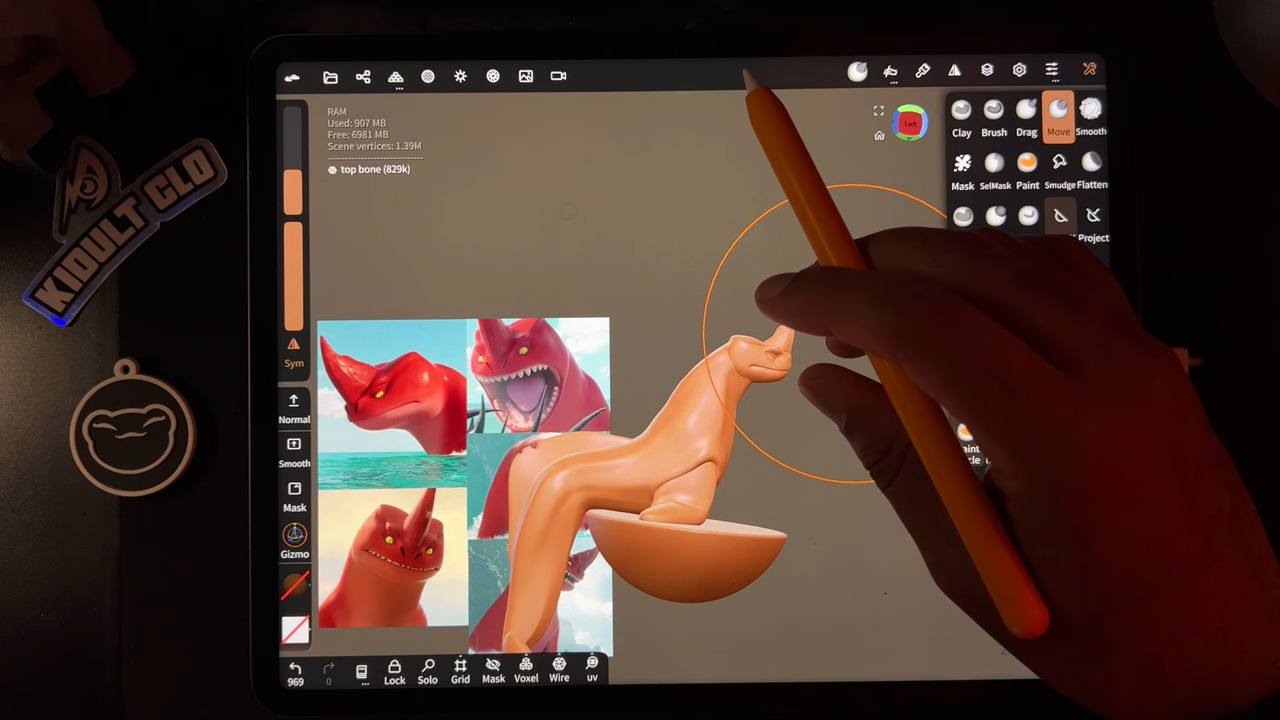 KIDULT CLO
RAM
Used: 907 MB
Free: 6981 MB
Scene vertices: 1.39M
top bone (829k)
Left
Clay
Brush
Drag
Move
Smooth
Mask
SelMask
Paint
Smudge
Flatten
Project
Sym
Normal
Smooth
Mask
Gizmo
969
0
Lock
Solo
Grid
Mask
Voxel
Wire
uv